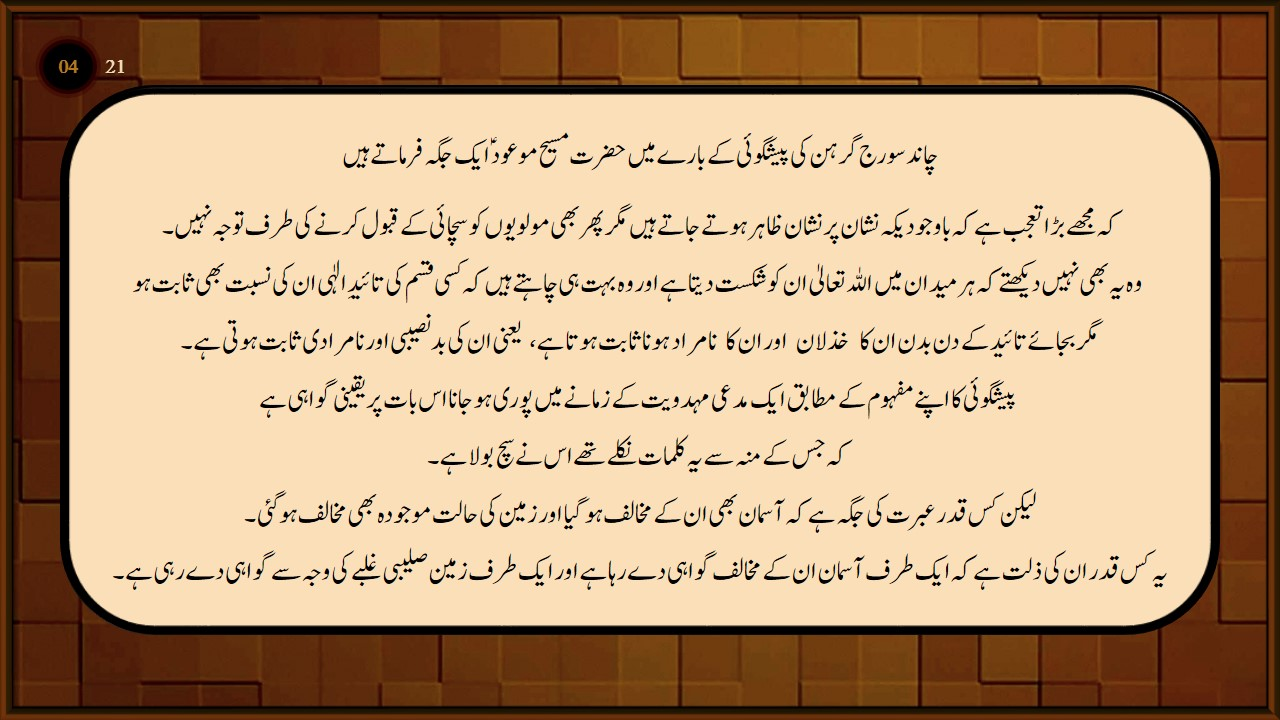 04 21
چاند سورج گرہن کی پیشگوئی کے بارے میں حضرت مسیح موعودؑ ایک جگہ فرماتے ہیں
کہ مجھے بڑا تعجب ہے کہ باوجودیکہ نشان پر نشان ظاہر ہوتے جاتے ہیں مگر پھر بھی مولویوں کو سچائی کے قبول کرنے کی طرف توجہ نہیں۔
وہ یہ بھی نہیں دیکھتے کہ ہر میدان میں اللہ تعالیٰ ان کو شکست دیتا ہے اور وہ بہت ہی چاہتے ہیں کہ کسی قسم کی تائیدِ الٰہی ان کی نسبت بھی ثابت ہو
مگر بجائے تائید کے دن بدن ان کا خذلان اور ان کا نامراد ہونا ثابت ہوتا ہے، یعنی ان کی بدنصیبی اور نامرادی ثابت ہوتی ہے۔
پیشگوئی کا اپنے مفہوم کے مطابق ایک مدعی مہدویت کے زمانے میں پوری ہو جانا اس بات پر یقینی گواہی ہے
کہ جس کے منہ سے یہ کلمات نکلے تھے اس نے سچ بولا ہے۔
لیکن کس قدر عبرت کی جگہ ہے کہ آسمان بھی ان کے مخالف ہو گیا اور زمین کی حالت موجودہ بھی مخالف ہوگئی۔
یہ کس قدر ان کی ذلت ہے کہ ایک طرف آسمان ان کے مخالف گواہی دے رہا ہے اور ایک طرف زمین صلیبی غلبے کی وجہ سے گواہی دے رہی ہے۔